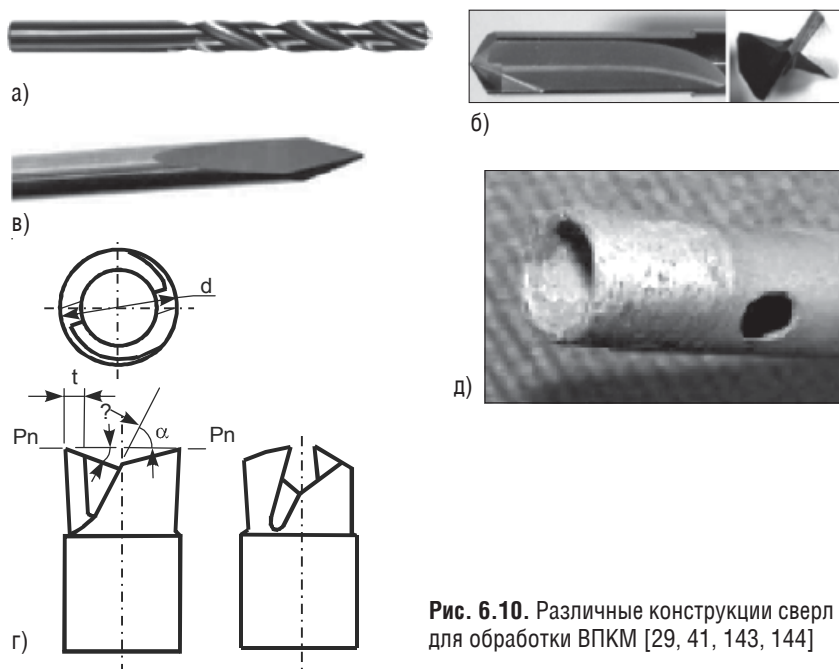 а)
б)
в)
d
t
?
α
Pn
Pn
д)
г)
Рис. 6.10. Различные конструкции сверл
для обработки ВПКМ [29, 41, 143, 144]